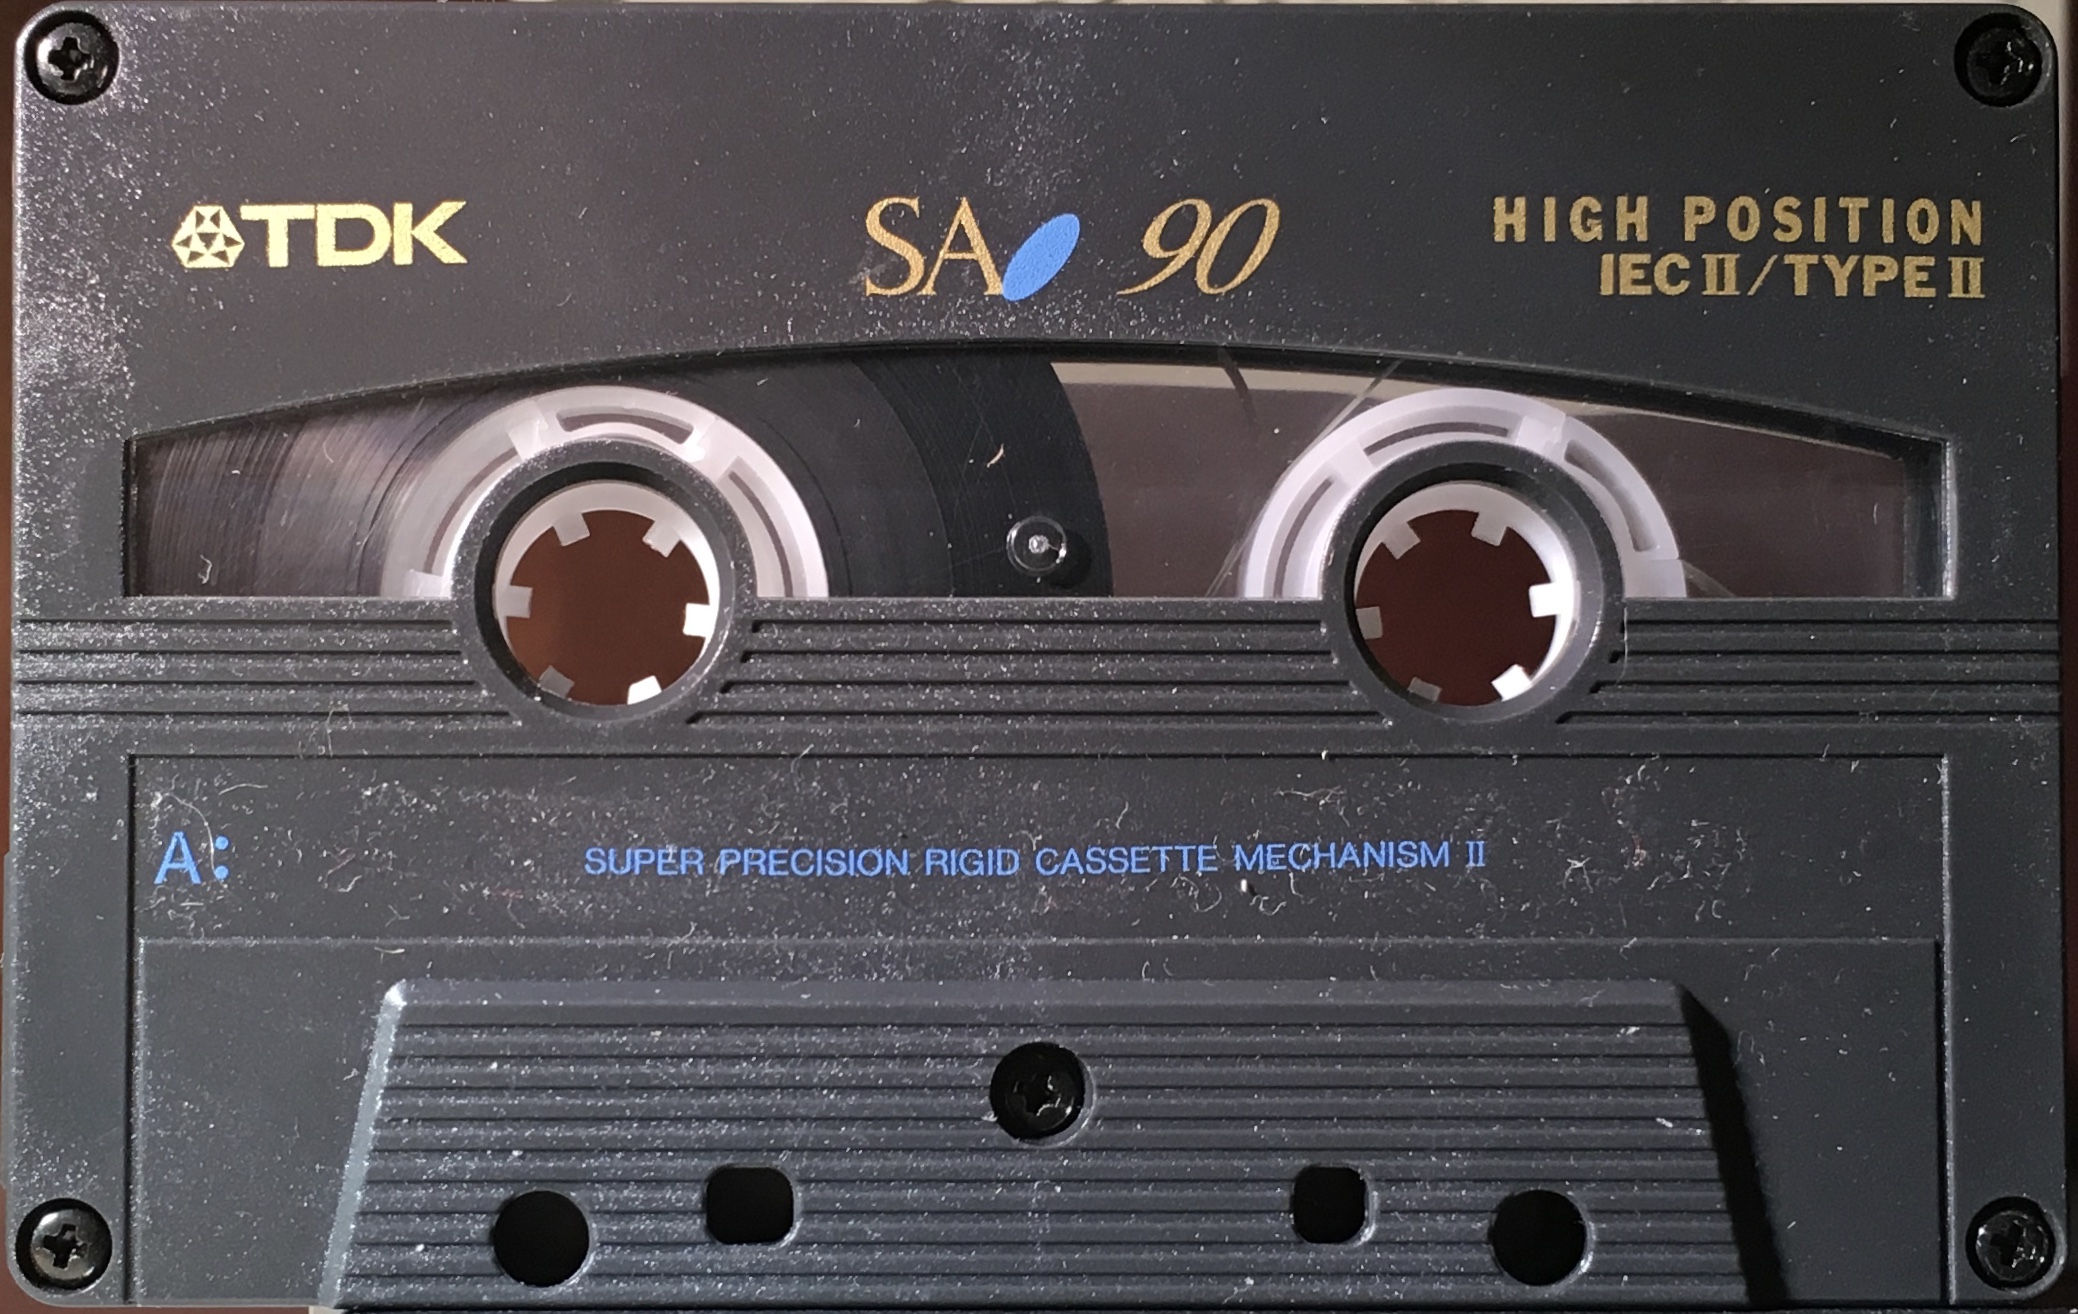 TDK
SA 90
HIGH POSITION
IEC II/TYPE II
A:
SUPER PRECISION RIGID CASSETTE MECHANISM II